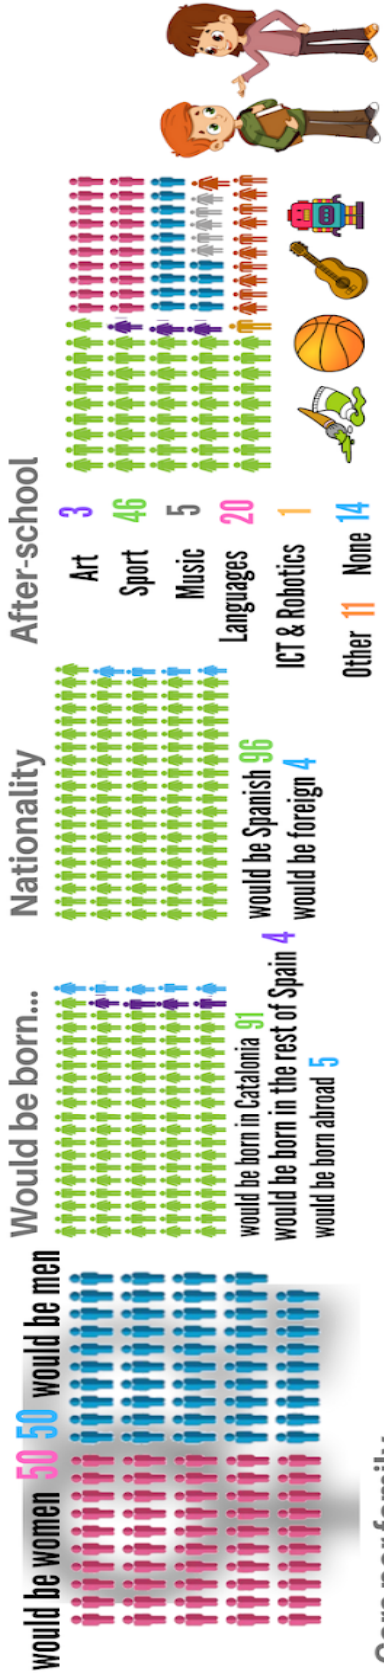 would be women 50 50 would be men
Would be born...
would be born in Catalonia 91
would be born in the rest of Spain 4
would be born abroad 5
Nationality
would be Spanish 96
would be foreign 4
After-school
Art 3
Sport 46
Music 5
Languages 20
ICT & Robotics 1
Other 11 None 14